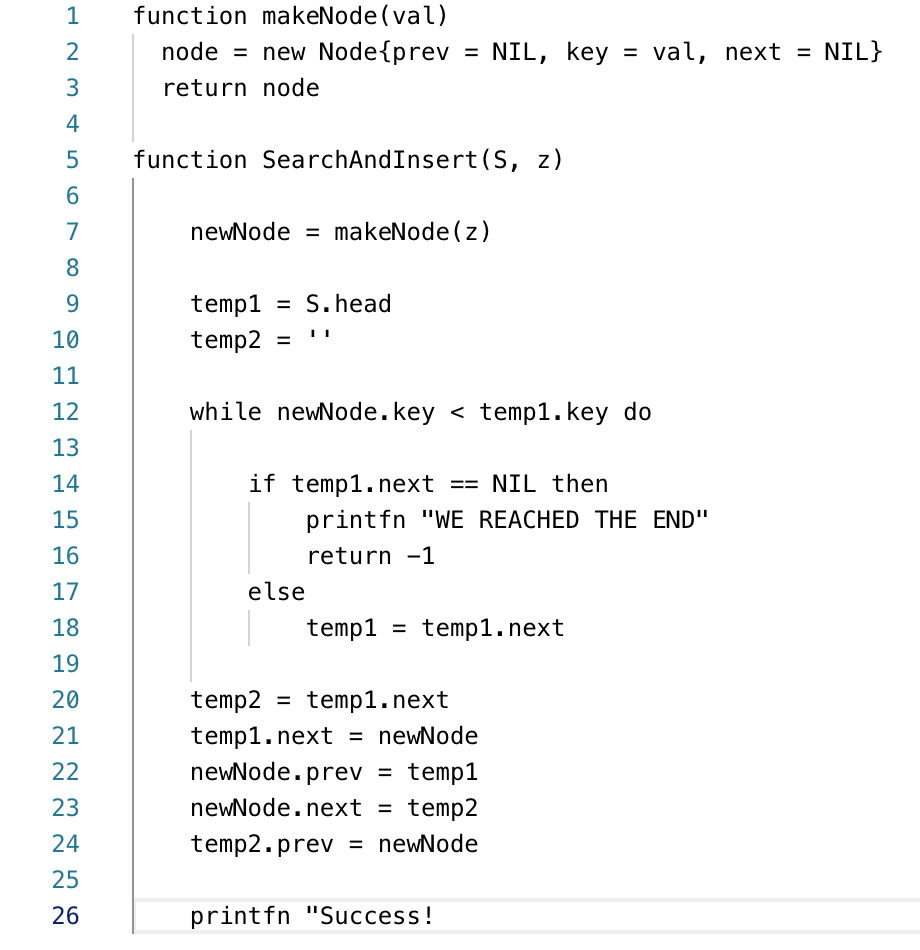 1 function makeNode(val)
2 node = new Node{prev = NIL, key = val, next = NIL}
3 return node
4
5 function SearchAndInsert(S, z)
6
7 newNode = makeNode(z)
8
9 temp1 = S.head
10 temp2 = ''
11
12 while newNode.key < temp1.key do
13
14 if temp1.next == NIL then
15 printfn "WE REACHED THE END"
16 return -1
17 else
18 temp1 = temp1.next
19
20 temp2 = temp1.next
21 temp1.next = newNode
22 newNode.prev = temp1
23 newNode.next = temp2
24 temp2.prev = newNode
25
26 printfn "Success!